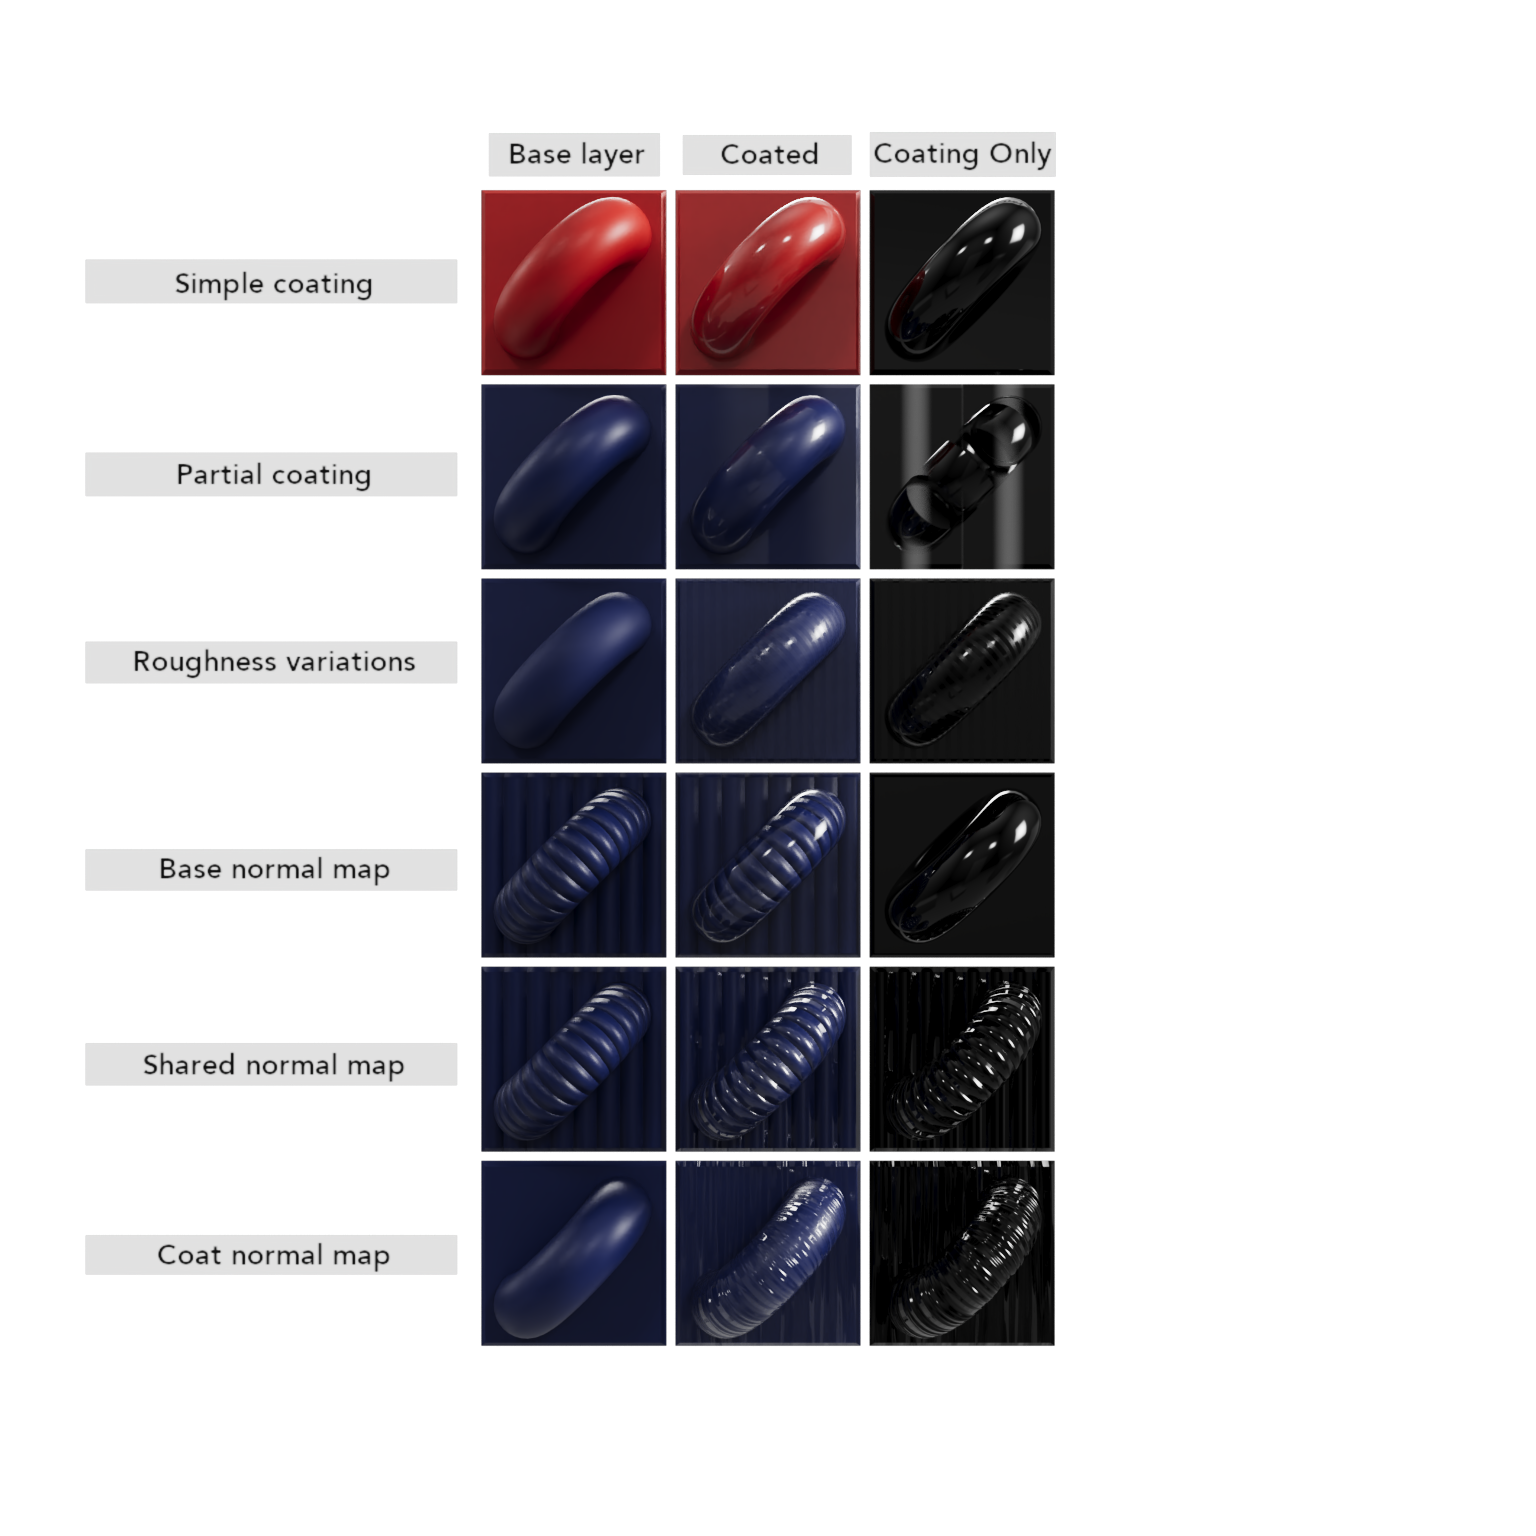 Base layer
Coated
Coating Only
Simple coating
Partial coating
Roughness variations
Base normal map
Shared normal map
Coat normal map